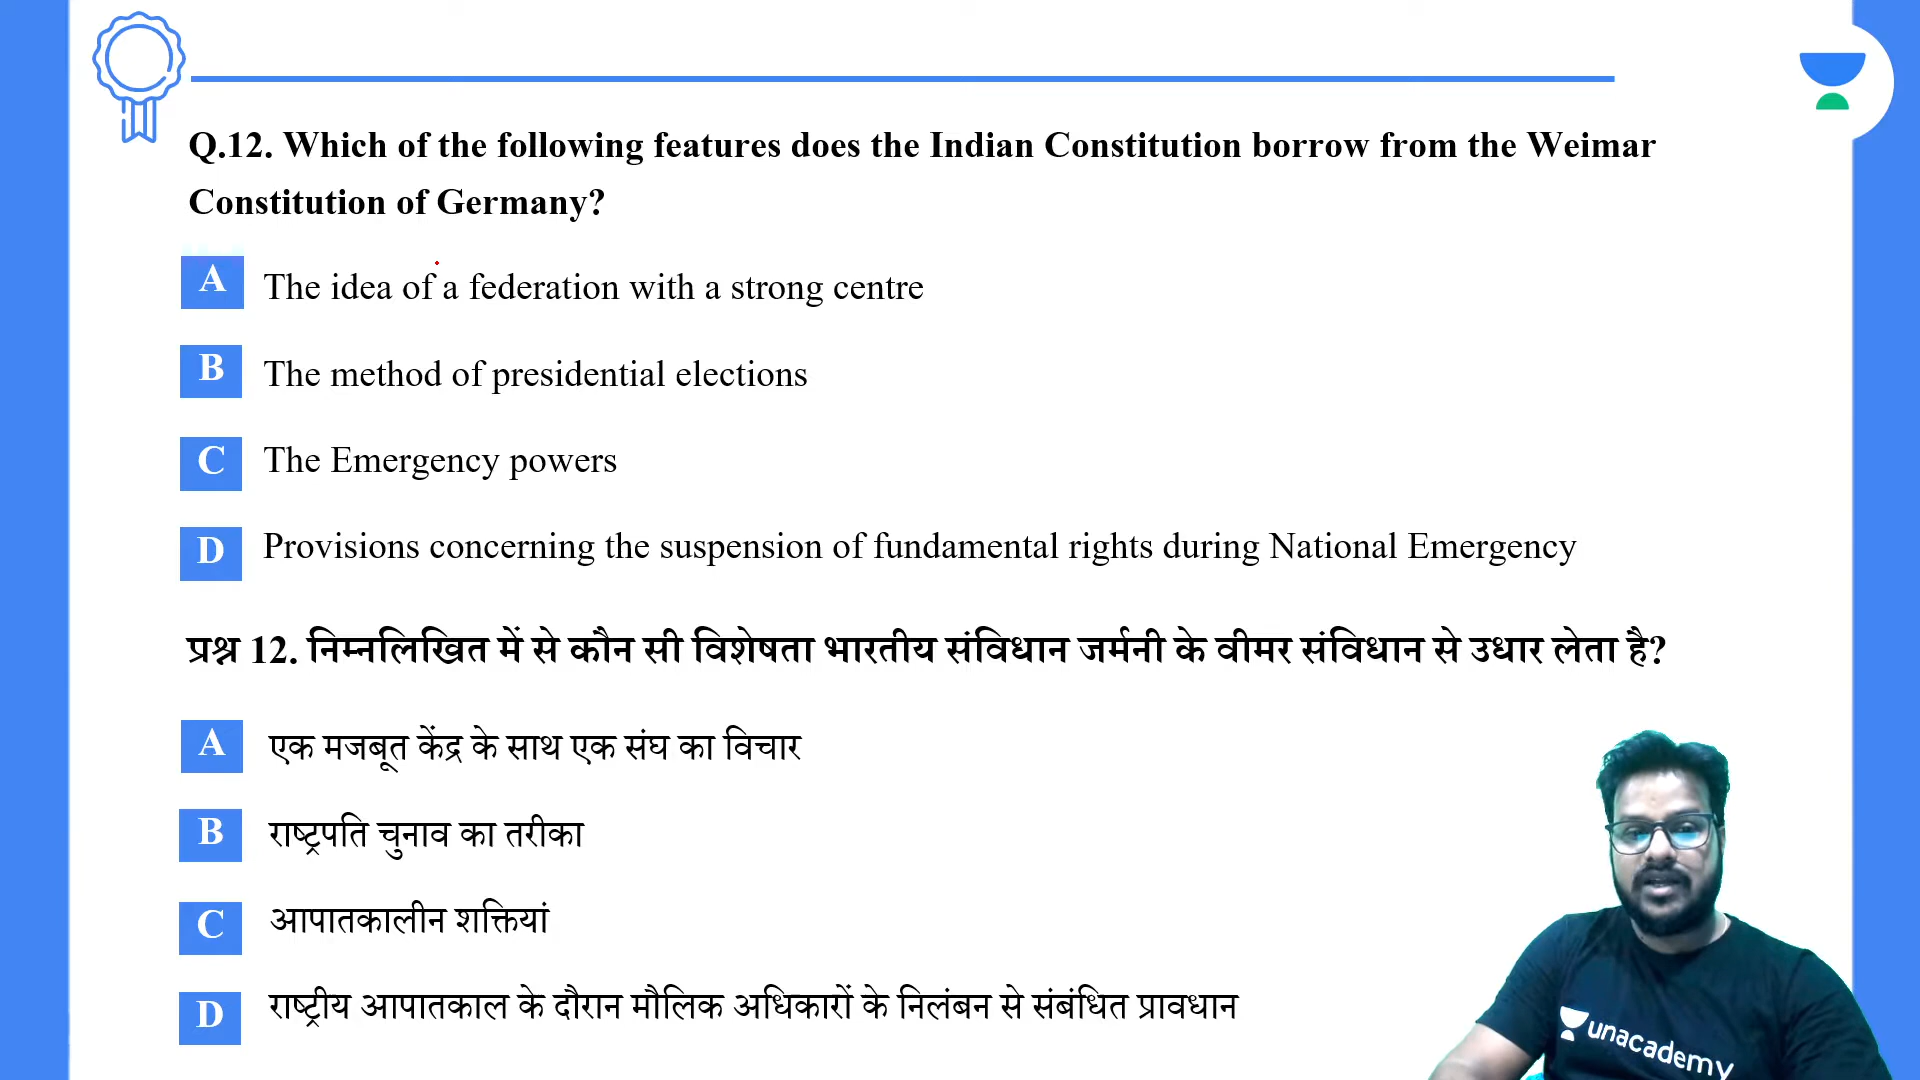 Q.12. Which of the following features does the Indian Constitution borrow from the Weimar
Constitution of Germany?
A The idea of a federation with a strong centre
B The method of presidential elections
C The Emergency powers
D Provisions concerning the suspension of fundamental rights during National Emergency
प्रश्न 12. निम्नलिखित में से कौन सी विशेषता भारतीय संविधान जर्मनी के वीमर संविधान से उधार लेता है?
A एक मजबूत केंद्र के साथ एक संघ का विचार
B राष्ट्रपति चुनाव का तरीका
C आपातकालीन शक्तियां
D राष्ट्रीय आपातकाल के दौरान मौलिक अधिकारों के निलंबन से संबंधित प्रावधान
unacademy